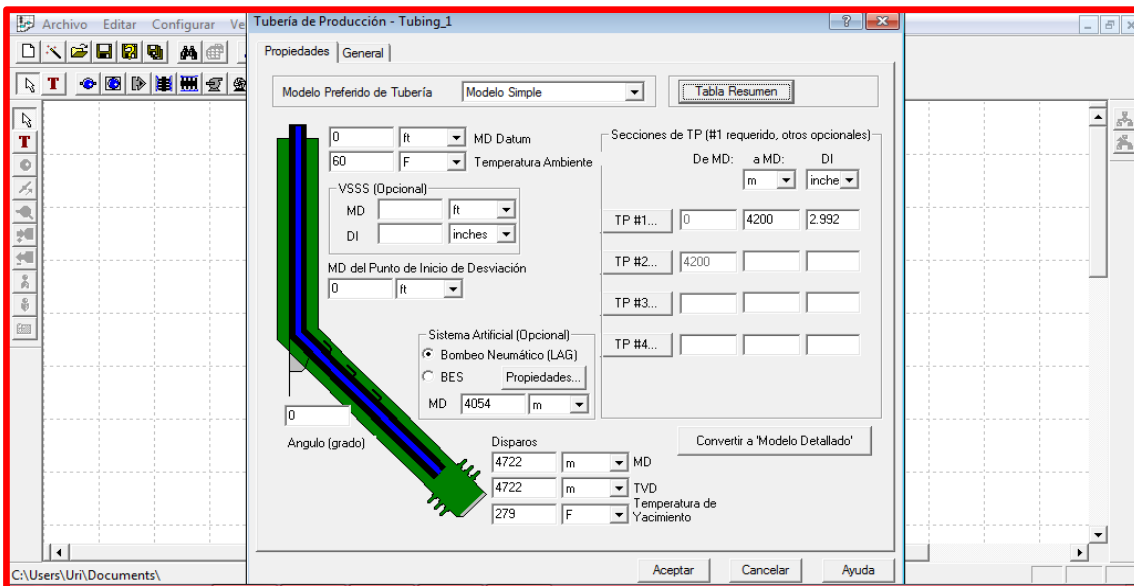 Archivo Editar Configurar Ve
Tubería de Producción - Tubing_1
Propiedades General
Modelo Preferido de Tubería Modelo Simple Tabla Resumen
0 ft MD Datum
60 F Temperatura Ambiente
VSSS (Opcional)
MD ft
DI inches
MD del Punto de Inicio de Desviación
0 ft
Secciones de TP (#1 requerido, otros opcionales)
De MD: a MD: DI
m inche
TP #1... 0 4200 2.992
TP #2... 4200
TP #3...
TP #4...
Sistema Artificial (Opcional)
Bombeo Neumático (LAG)
BES Propiedades...
MD 4054 m
0
Angulo (grado)
Convertir a 'Modelo Detallado'
Disparos
4722 m MD
4722 m TVD
279 F Temperatura de Yacimiento
Aceptar Cancelar Ayuda
C:\Users\Uri\Documents\